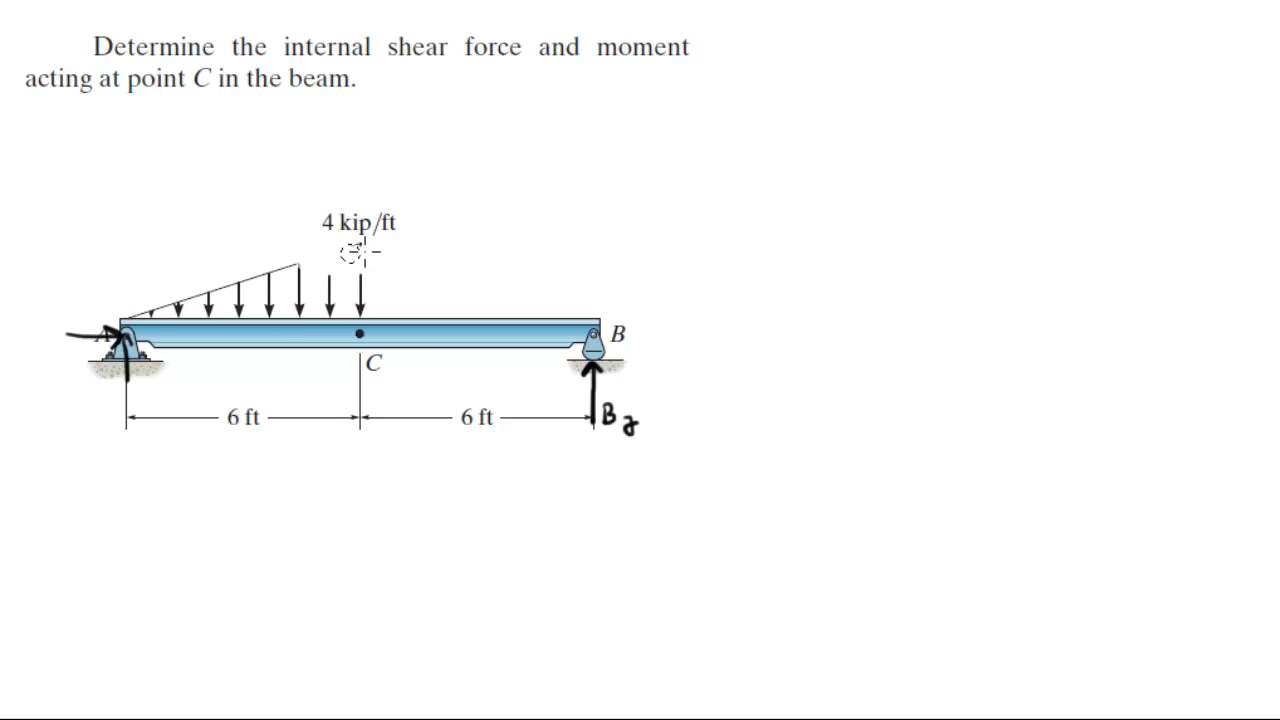 Determine the internal shear force and moment
acting at point C in the beam.
4 kip/ft
A
B
C
6 ft
6 ft
By